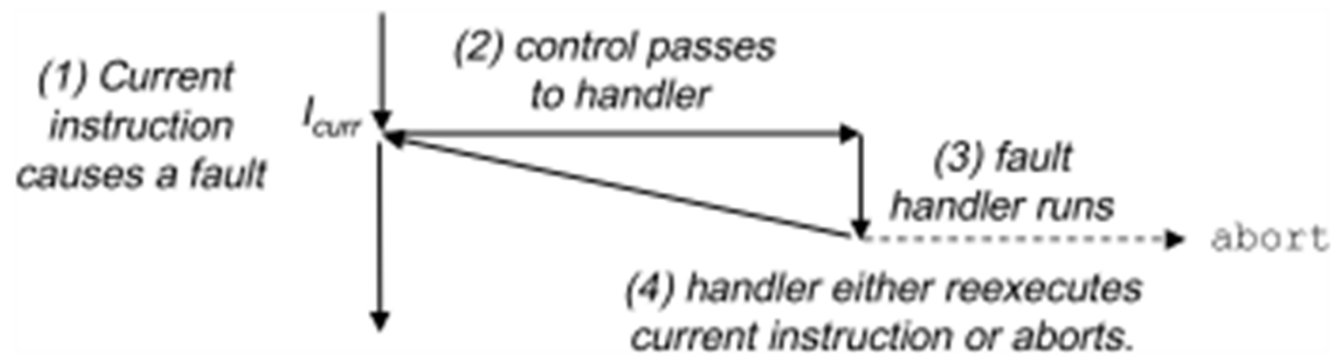 (1) Current
instruction
causes a fault
I curr
(2) control passes
to handler
(3) fault
handler runs
abort
(4) handler either reexecutes
current instruction or aborts.